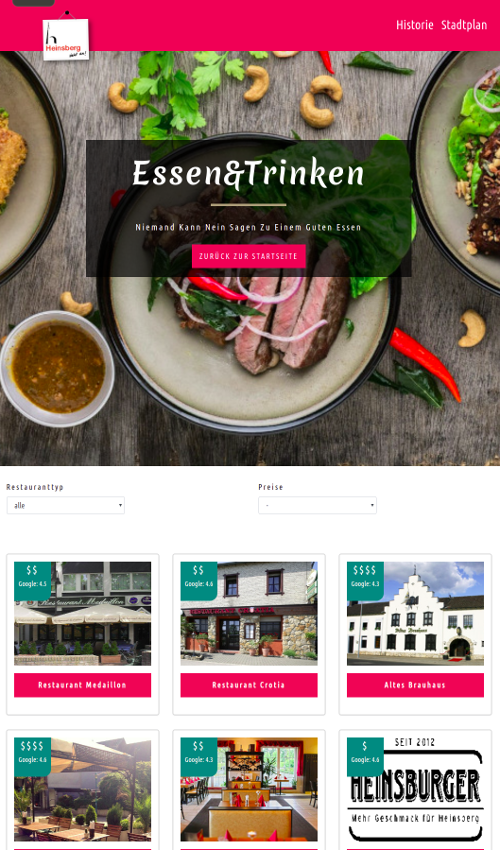 Historie Stadtplan
h
Heinsberg
Essen&Trinken
Niemand Kann Nein Sagen Zu Einem Guten Essen
ZURÜCK ZUR STARTSEITE
Restauranttyp
Preise
alle
-
$$
Google: 4.5
$$
Google: 4.6
$$$$
Google: 4.3
Restaurant Medaillon
Restaurant Medaillon
Restaurant Crotia
Altes Brauhaus
$$$$
Google: 4.6
$$
Google: 4.3
SEIT 2012
$
Google: 4.6
HEINSBURGER
Mehr Geschmack für Heinsberg